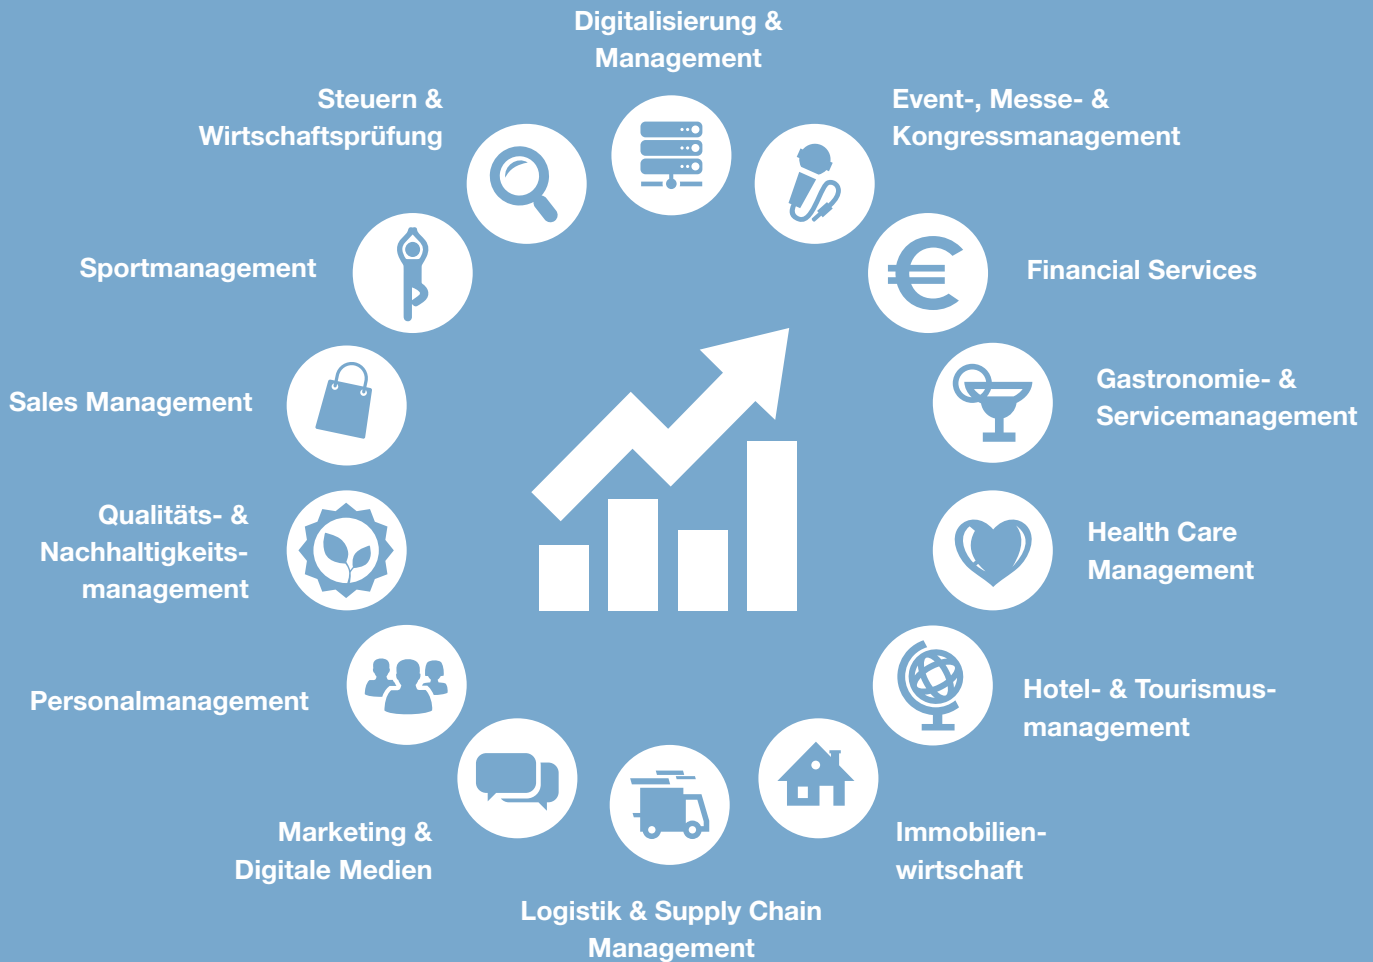 Digitalisierung &
Management
Event-, Messe- &
Kongressmanagement
Financial Services
Gastronomie- &
Servicemanagement
Health Care
Management
Hotel- & Tourismus-
management
Immobilien-
wirtschaft
Logistik & Supply Chain
Management
Marketing &
Digitale Medien
Personalmanagement
Qualitäts- &
Nachhaltigkeits-
management
Sales Management
Sportmanagement
Steuern &
Wirtschaftsprüfung